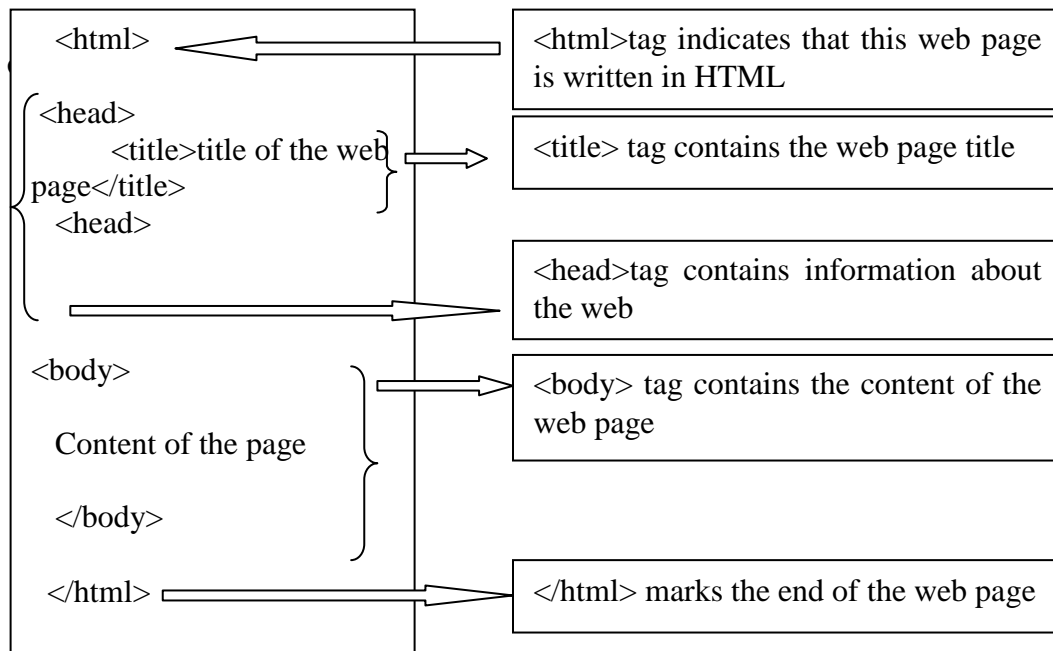 <html>
<html>tag indicates that this web page
is written in HTML
<head>
<title>title of the web
page</title>
<head>
<title> tag contains the web page title
<head>tag contains information about
the web
<body>
Content of the page
</body>
<body> tag contains the content of the
web page
</html>
</html> marks the end of the web page